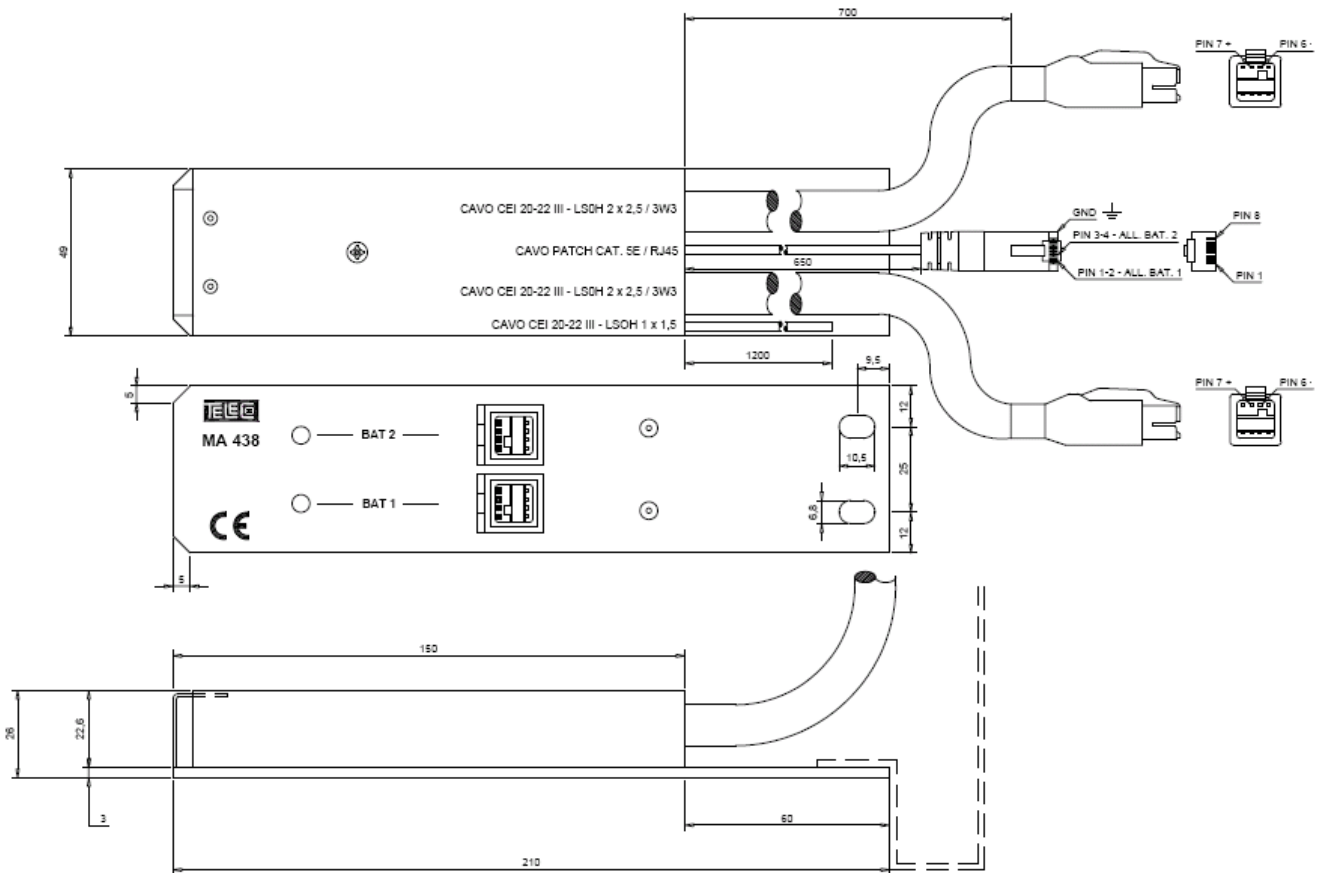 700
PIN 7 +
PIN 6 -
49
CAVO CEI 20-22 III - LS0H 2 x 2,5 / 3W3
CAVO PATCH CAT. 5E / RJ45
650
CAVO CEI 20-22 III - LS0H 2 x 2,5 / 3W3
CAVO CEI 20-22 III - LSOH 1 x 1,5
GND
PIN 3-4 - ALL. BAT. 2
PIN 1-2 - ALL. BAT. 1
PIN 8
PIN 1
1200
9,5
5
TELECO
MA 438
BAT 2
BAT 1
CE
12
10,5
25
6,8
12
PIN 7 +
PIN 6 -
5
150
26
22,6
3
60
210